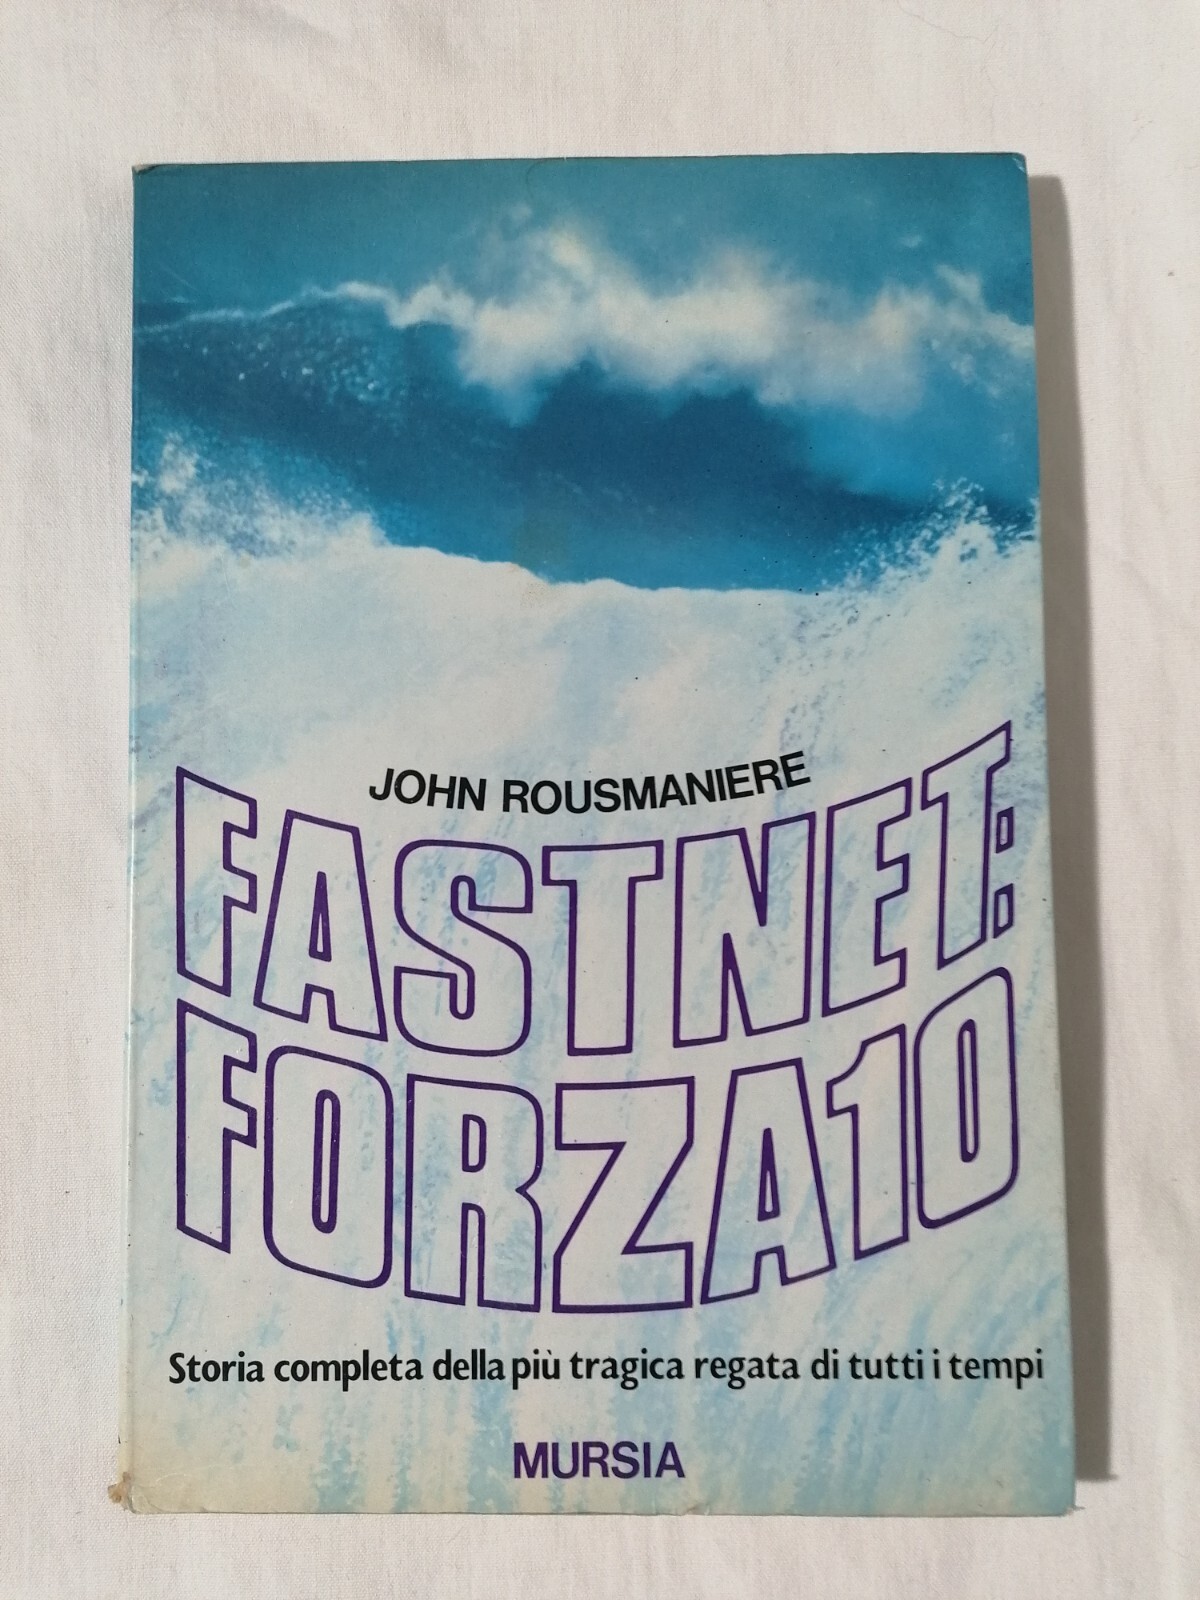 JOHN ROUSMANIERE
FASTNET:
FORZA10
Storia completa della più tragica regata di tutti i tempi
MURSIA